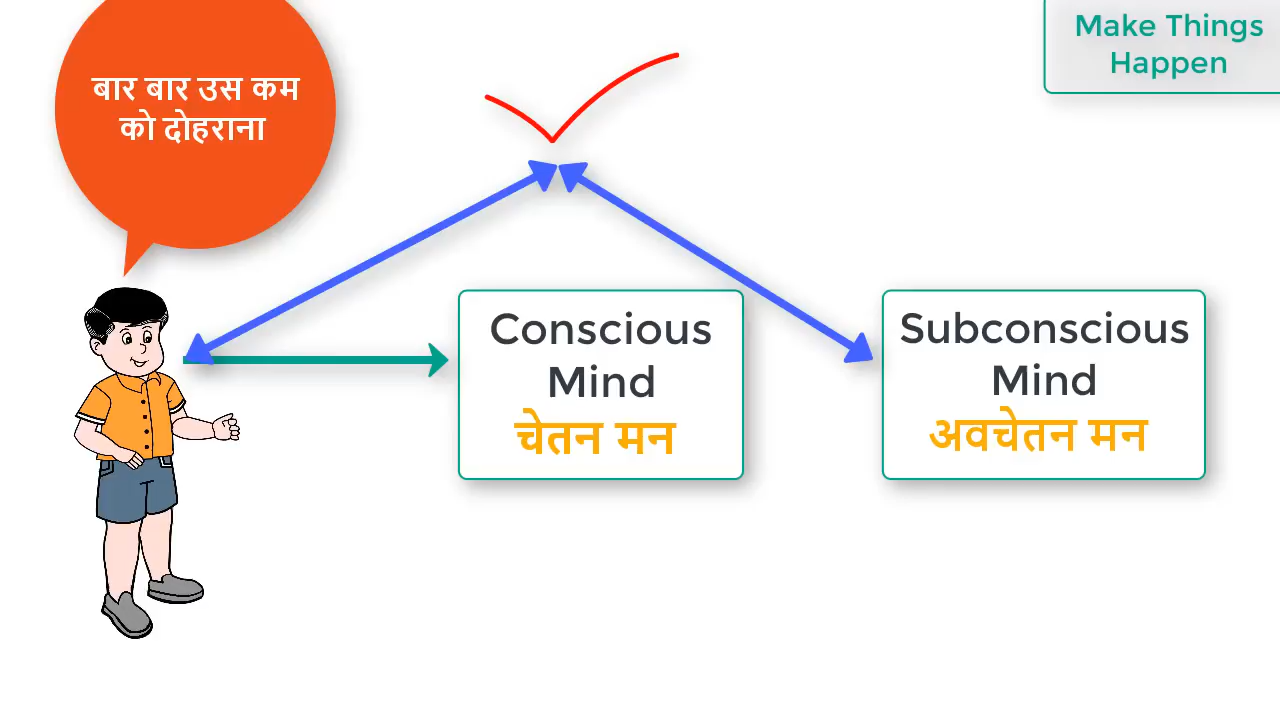 बार बार उस कम
को दोहराना
Make Things
Happen
Conscious
Mind
चेतन मन
Subconscious
Mind
अवचेतन मन